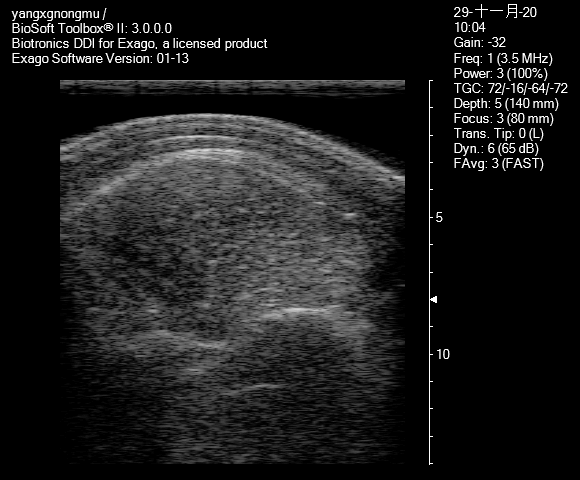 yangxgnongmu /
BioSoft Toolbox® II: 3.0.0.0
Biotronics DDI for Exago, a licensed product
Exago Software Version: 01-13
29-十一月-20
10:04
Gain: -32
Freq: 1 (3.5 MHz)
Power: 3 (100%)
TGC: 72/-16/-64/-72
Depth: 5 (140 mm)
Focus: 3 (80 mm)
Trans. Tip: 0 (L)
Dyn.: 6 (65 dB)
FAvg: 3 (FAST)
5
10